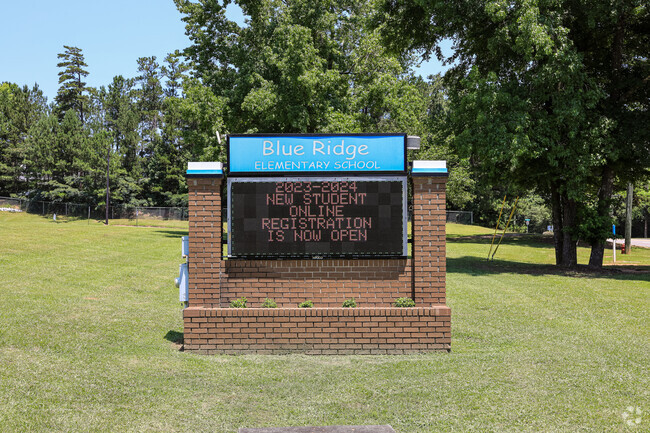 Blue Ridge
ELEMENTARY SCHOOL
2023-2024
NEW STUDENT
ONLINE
REGISTRATION
IS NOW OPEN